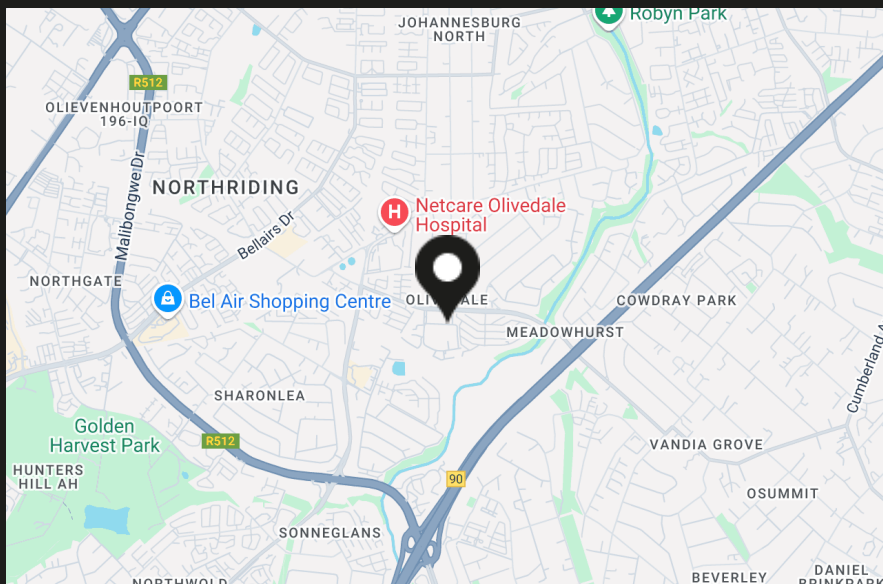 JOHANNESBURG
NORTH
Robyn Park
R512
OLIEVENHOUTPOORT
196-IQ
Malibongwe Dr
NORTHRIDING
Netcare Olivedale
Hospital
Bellairs Dr
NORTHGATE
Bel Air Shopping Centre
COWDRAY PARK
MEADOWHURST
Cumberland A
SHARONLEA
Golden
Harvest Park
R512
VANDIA GROVE
HUNTERS
HILL AH
90
OSUMMIT
SONNEGLANS
NORTHWOLD
BEVERLEY
DANIEL
BRINKPARK